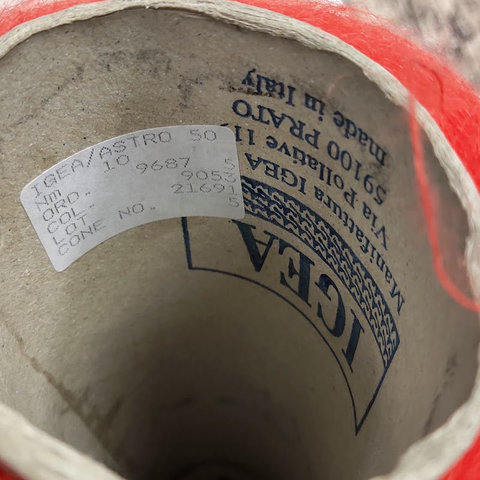 IGEA/ASTRO 50
NM 10
ORD. 9687 5
COL. 9053
LOT 21691
CONE NO. 5
IGEA
Manifattura IGEA
Via Pollative 11
59100 PRATO
made in Italy